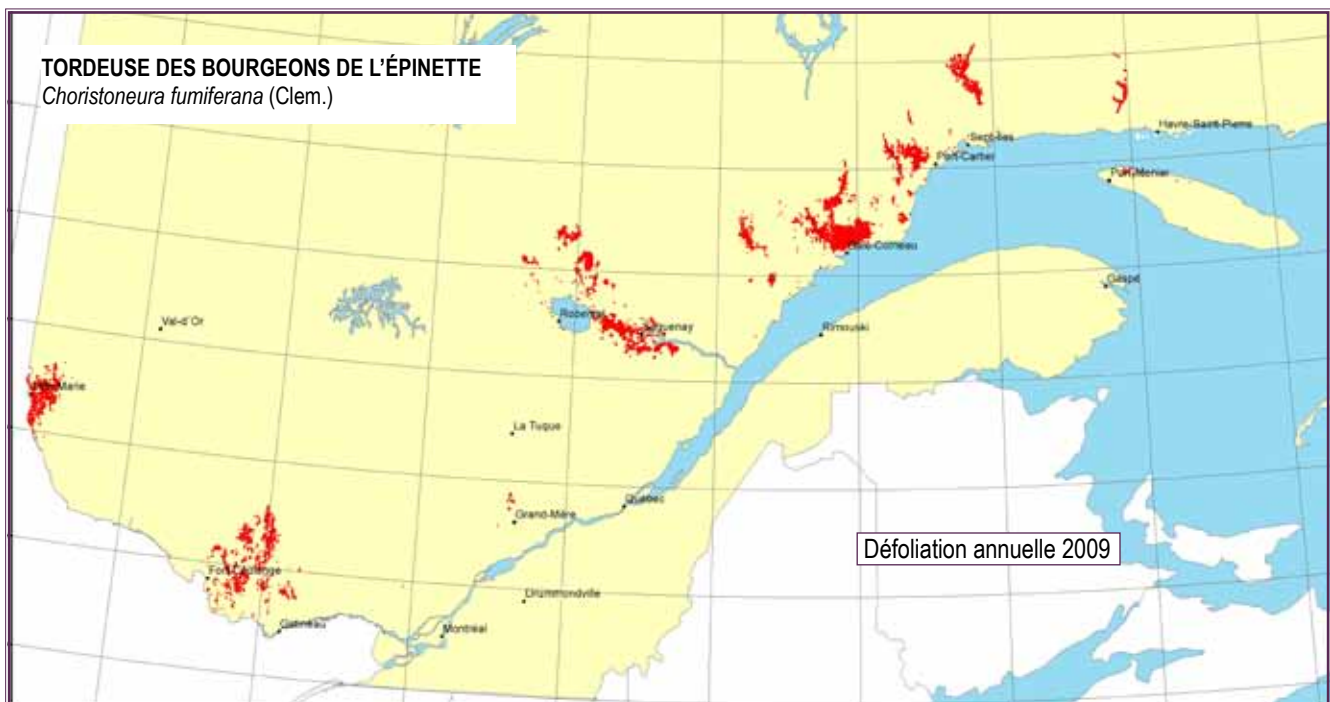 TORDEUSE DES BOURGEONS DE L'ÉPINETTE
Choristoneura fumiferana (Clem.)
Havre-Saint-Pierre
Sept-Îles
Port-Cartier
Port-Menier
Baie-Comeau
Gaspé
Roberval
Saguenay
Rimouski
Val-d'Or
La Tuque
Québec
Grand-Mère
Défoliation annuelle 2009
Fort-Coulonge
Drummondville
Gatineau
Montréal